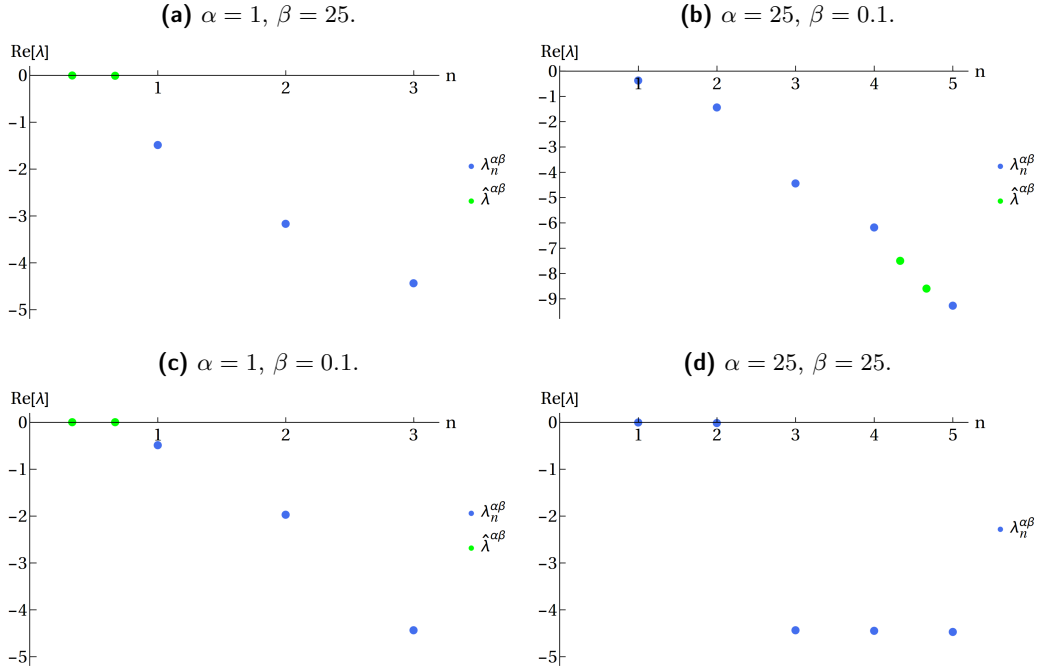 (a) α = 1, β = 25.
Re[λ]
0
−1
−2
−3
−4
−5
1
2
3
n
λ_n^{αβ}
λ̂^{αβ}
(b) α = 25, β = 0.1.
Re[λ]
0
−1
−2
−3
−4
−5
−6
−7
−8
−9
1
2
3
4
5
n
λ_n^{αβ}
λ̂^{αβ}
(c) α = 1, β = 0.1.
Re[λ]
0
−1
−2
−3
−4
−5
1
2
3
n
λ_n^{αβ}
λ̂^{αβ}
(d) α = 25, β = 25.
Re[λ]
0
−1
−2
−3
−4
−5
1
2
3
4
5
n
λ_n^{αβ}